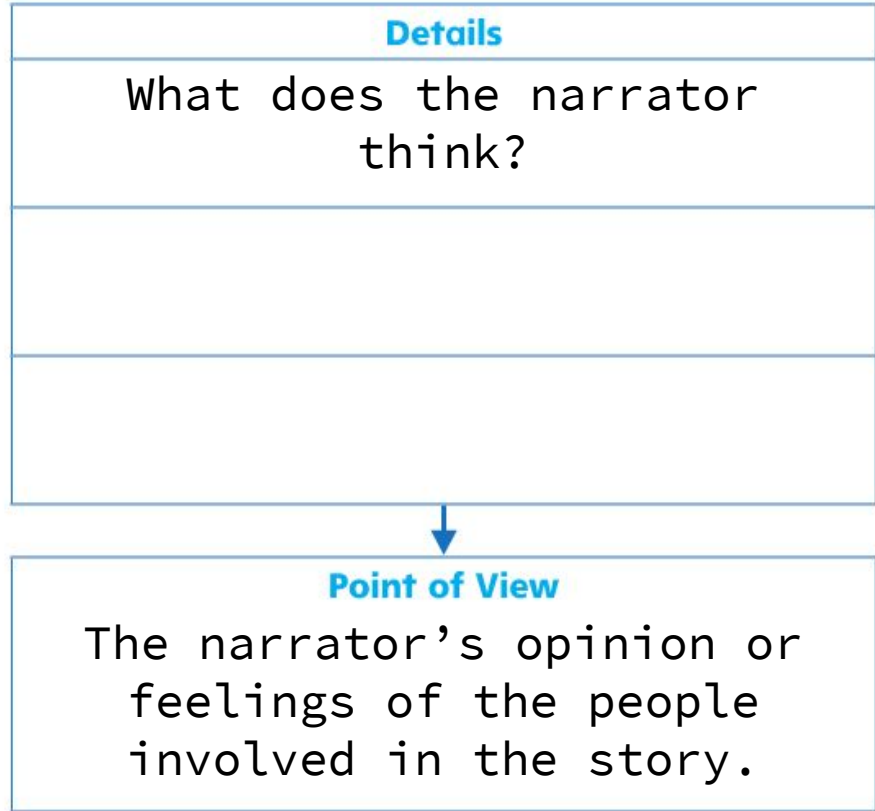 Details
What does the narrator
think?
Point of View
The narrator’s opinion or
feelings of the people
involved in the story.